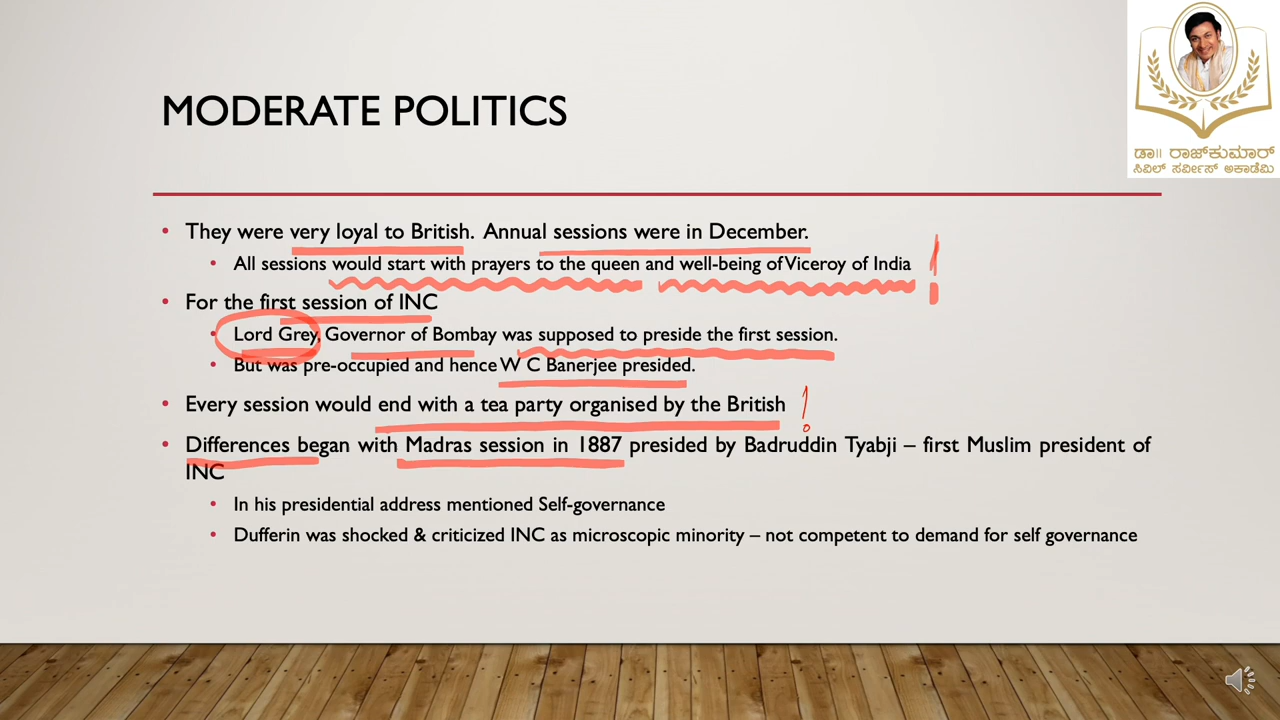 MODERATE POLITICS
ಡಾ|| ರಾಜ್‌ಕುಮಾರ್
ಸಿವಿಲ್ ಸರ್ವೀಸ್ ಅಕಾಡೆಮಿ
• They were very loyal to British. Annual sessions were in December.
• All sessions would start with prayers to the queen and well-being of Viceroy of India !
• For the first session of INC
• Lord Grey, Governor of Bombay was supposed to preside the first session.
• But was pre-occupied and hence W C Banerjee presided.
• Every session would end with a tea party organised by the British !
• Differences began with Madras session in 1887 presided by Badruddin Tyabji – first Muslim president of
INC
• In his presidential address mentioned Self-governance
• Dufferin was shocked & criticized INC as microscopic minority – not competent to demand for self governance